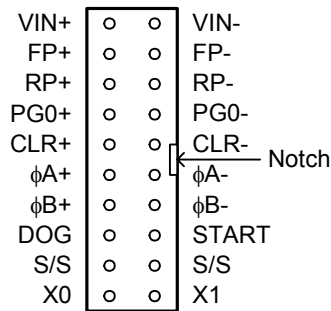 VIN+ VIN-
FP+ FP-
RP+ RP-
PG0+ PG0-
CLR+ CLR-
Notch
ϕA+ ϕA-
ϕB+ ϕB-
DOG START
S/S S/S
X0 X1